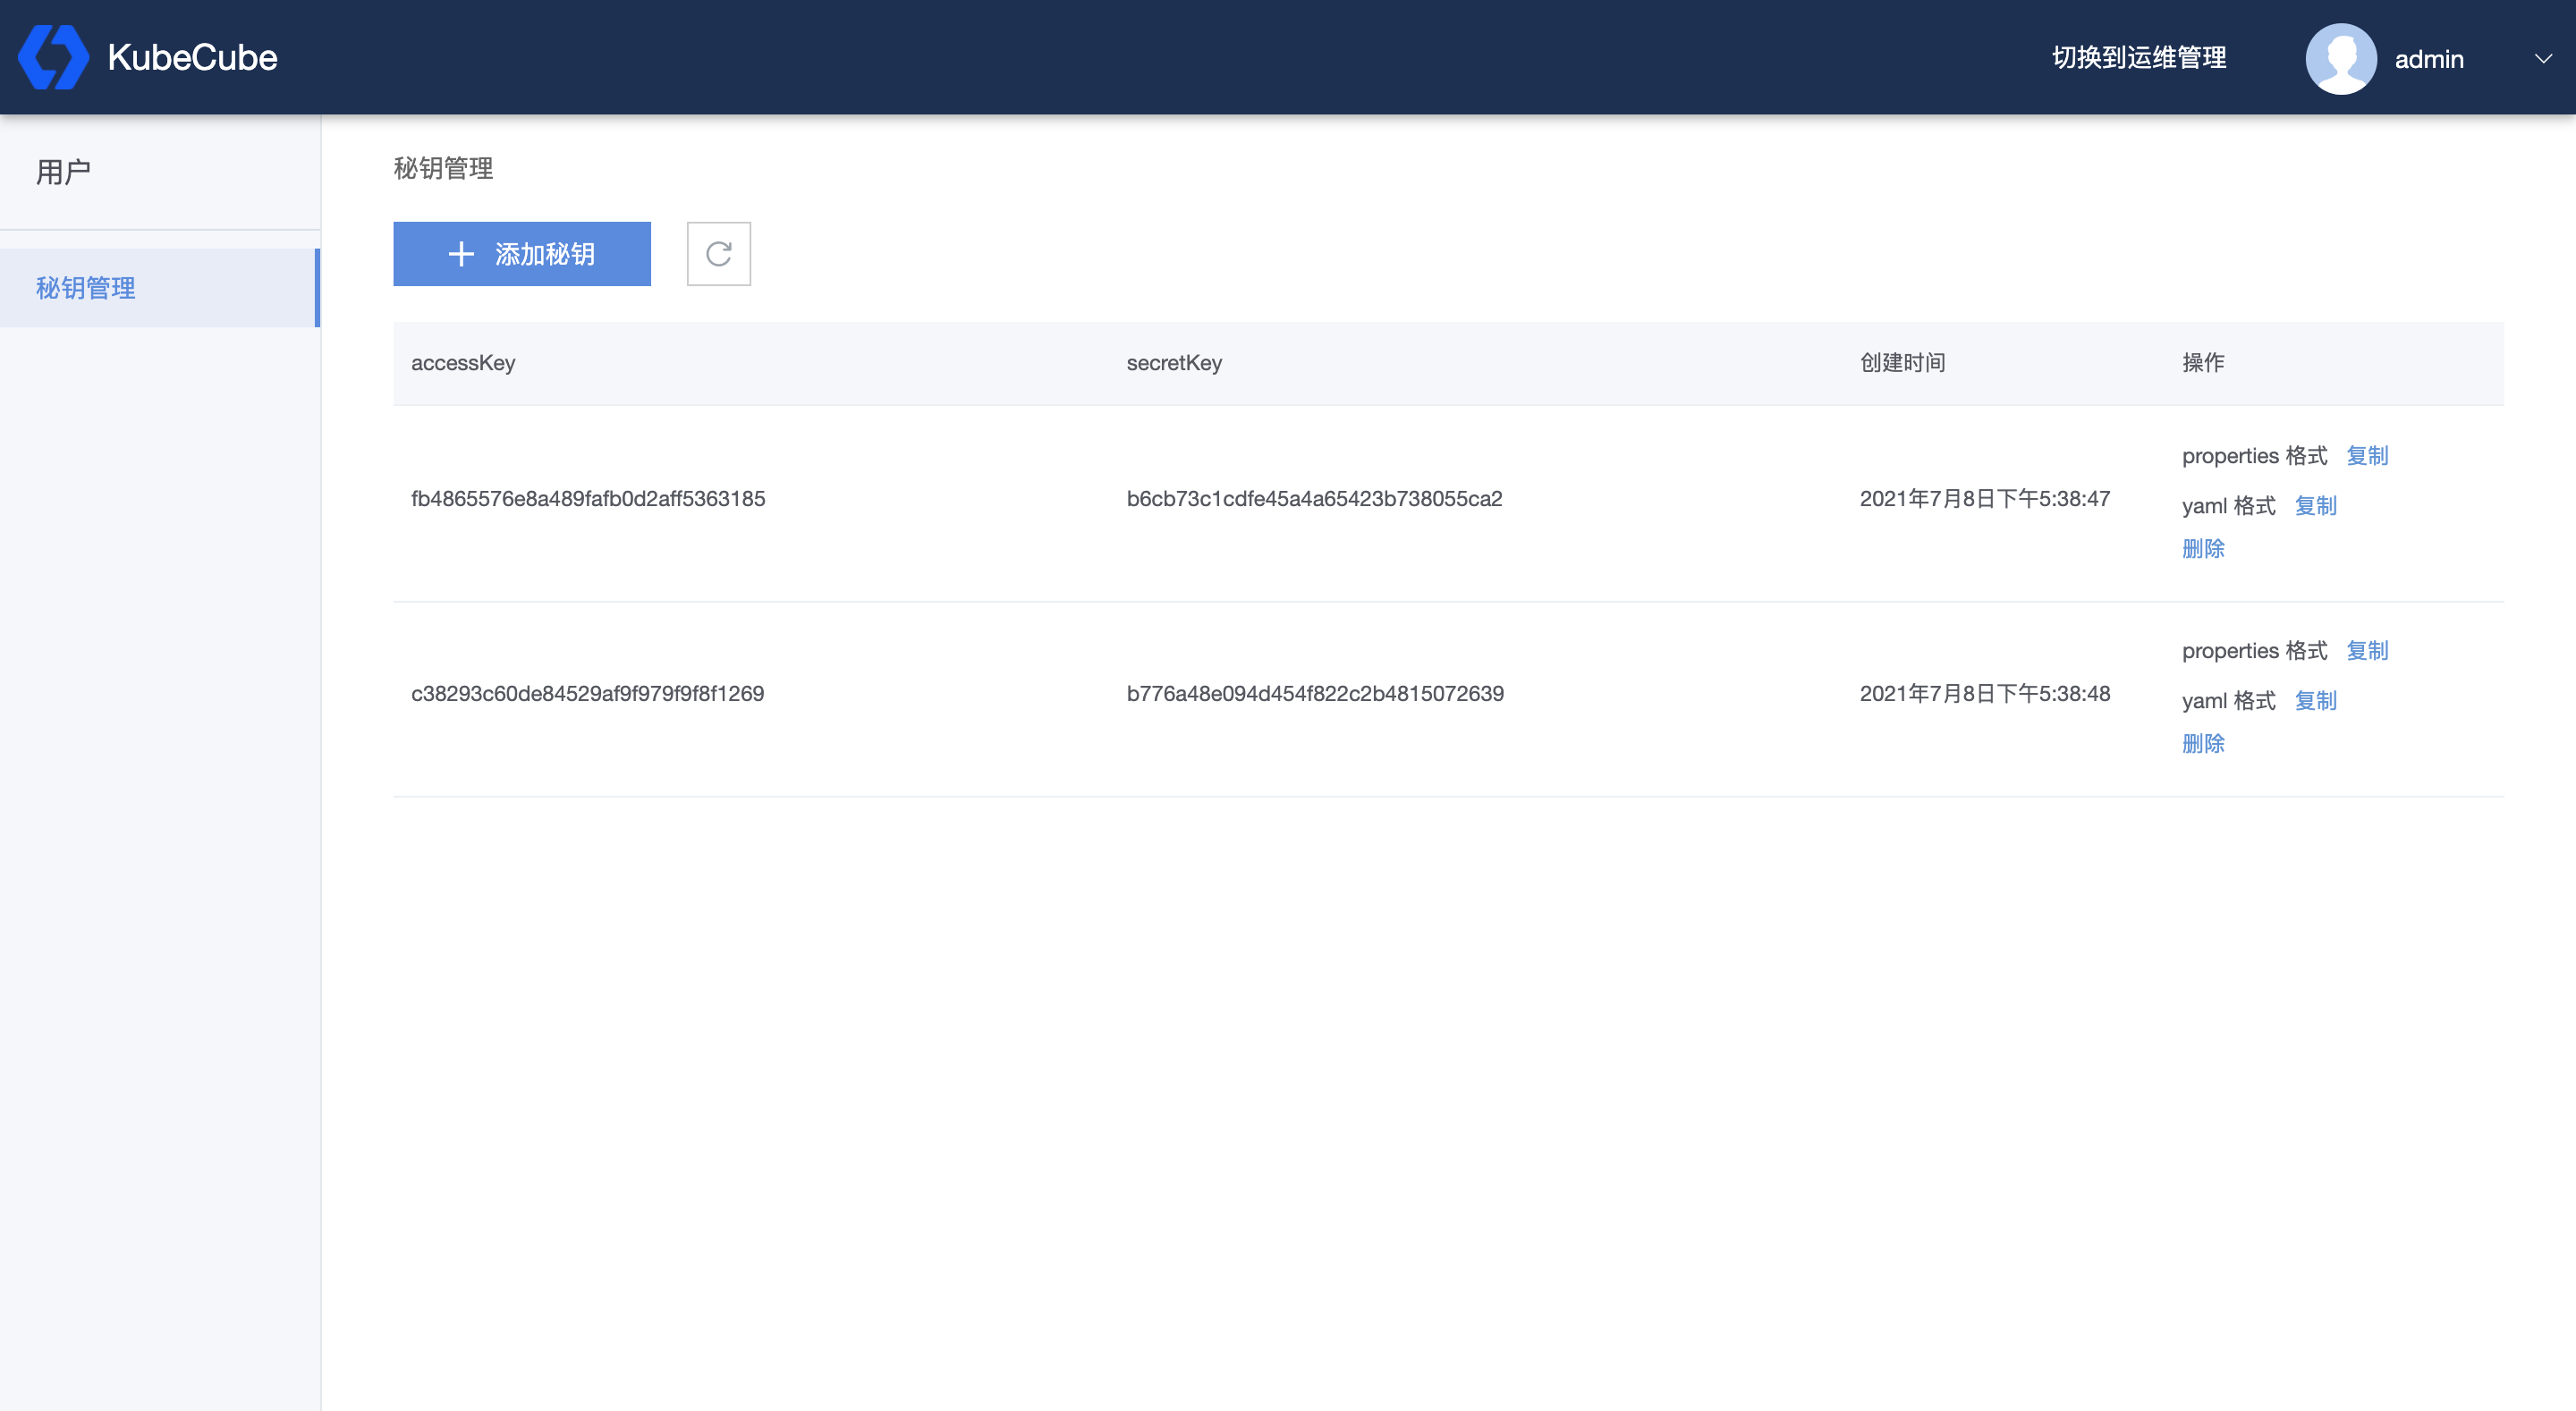 KubeCube
切换到运维管理
admin
用户
秘钥管理
秘钥管理
添加秘钥
accessKey secretKey 创建时间 操作
fb4865576e8a489fafb0d2aff5363185 b6cb73c1cdfe45a4a65423b738055ca2 2021年7月8日下午5:38:47
properties 格式 复制
yaml 格式 复制
删除
c38293c60de84529af9f979f9f8f1269 b776a48e094d454f822c2b4815072639 2021年7月8日下午5:38:48
properties 格式 复制
yaml 格式 复制
删除